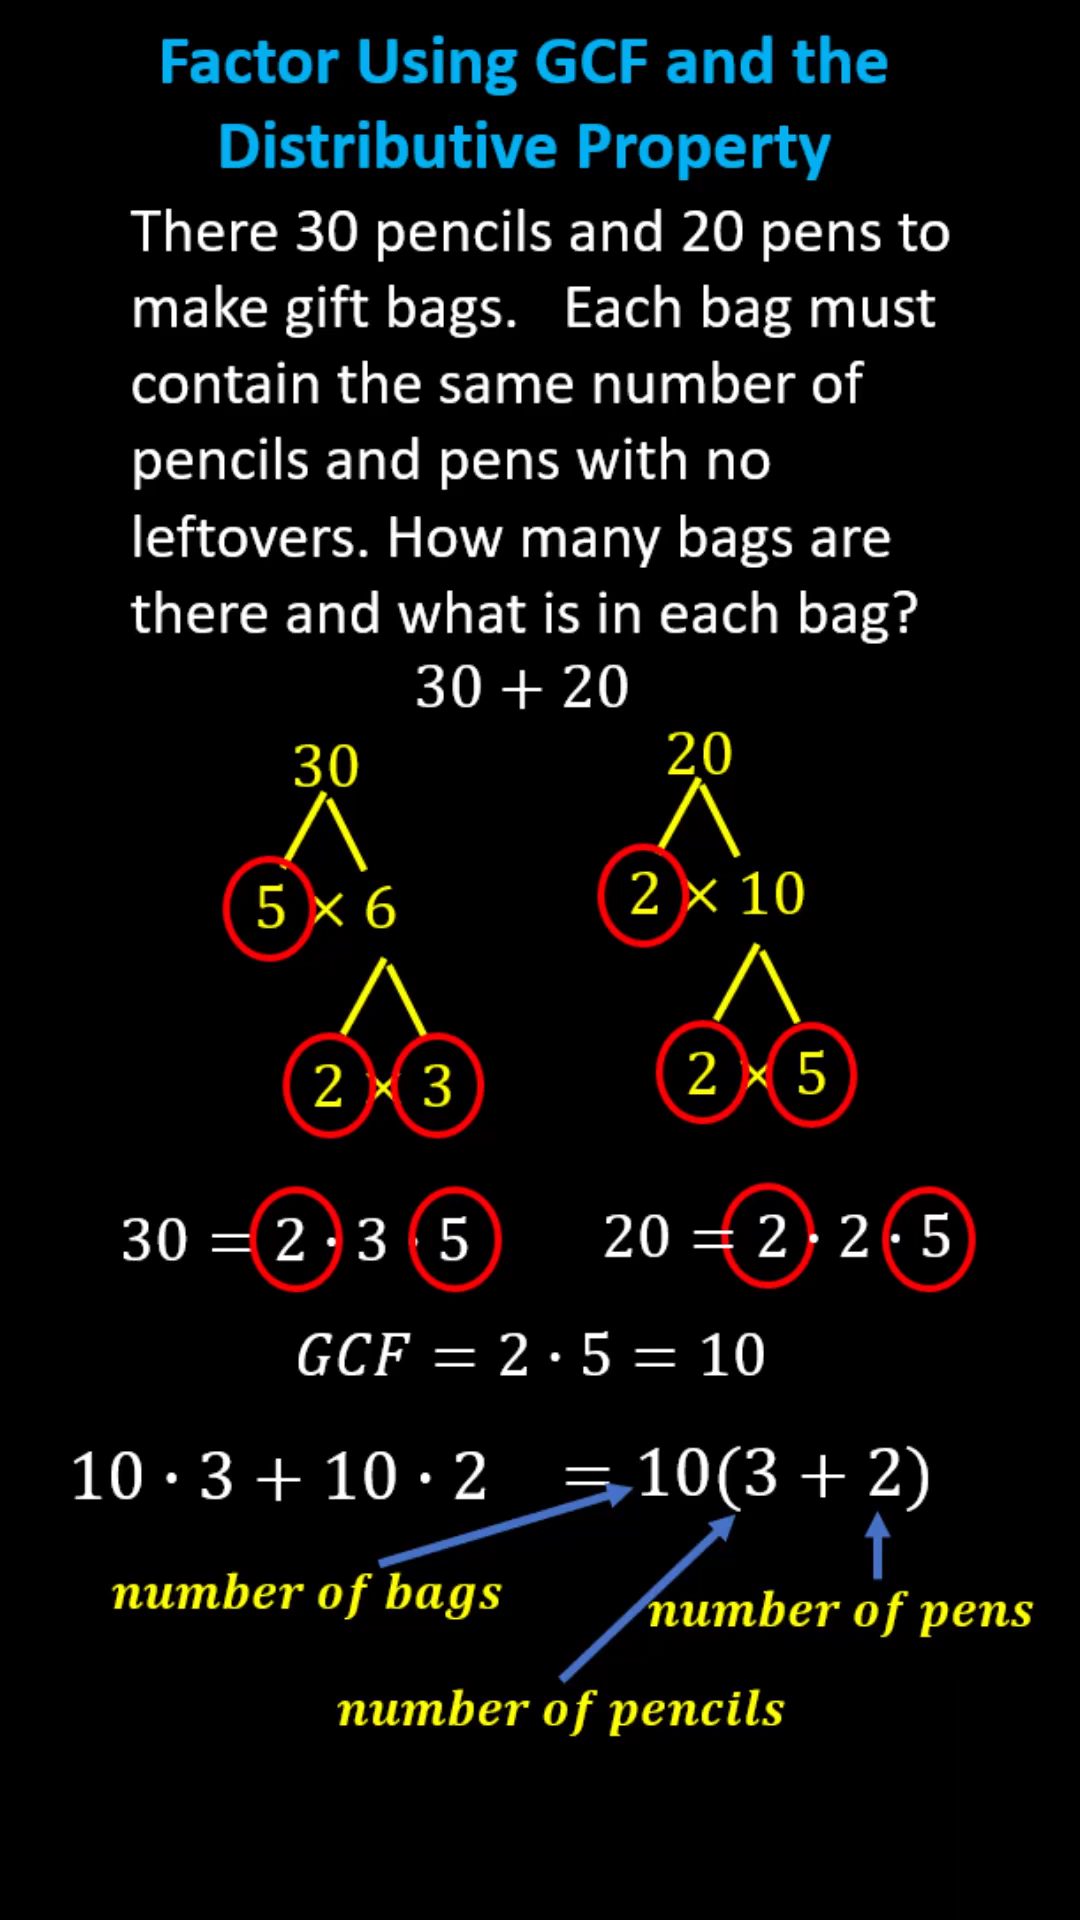 Factor Using GCF and the
Distributive Property
There 30 pencils and 20 pens to
make gift bags.   Each bag must
contain the same number of
pencils and pens with no
leftovers. How many bags are
there and what is in each bag?
30 + 20
30
20
5 × 6
2 × 10
2 × 3
2 × 5
30 = 2 · 3 · 5
20 = 2 · 2 · 5
GCF = 2 · 5 = 10
10 · 3 + 10 · 2 = 10(3 + 2)
number of bags
number of pens
number of pencils